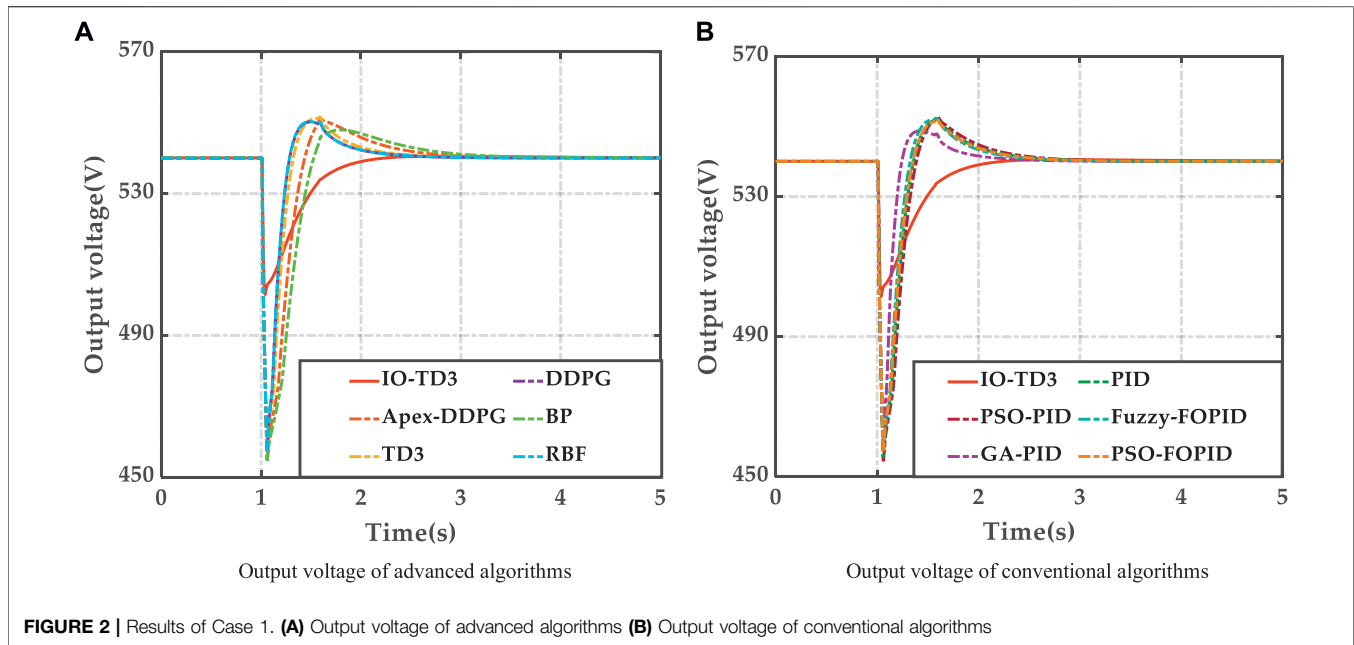 A
570
530
490
450
Output voltage(V)
IO-TD3
DDPG
Apex-DDPG
BP
TD3
RBF
0 1 2 3 4 5
Time(s)
Output voltage of advanced algorithms
B
570
530
490
450
Output voltage(V)
IO-TD3
PID
PSO-PID
Fuzzy-FOPID
GA-PID
PSO-FOPID
0 1 2 3 4 5
Time(s)
Output voltage of conventional algorithms
FIGURE 2 | Results of Case 1. (A) Output voltage of advanced algorithms (B) Output voltage of conventional algorithms